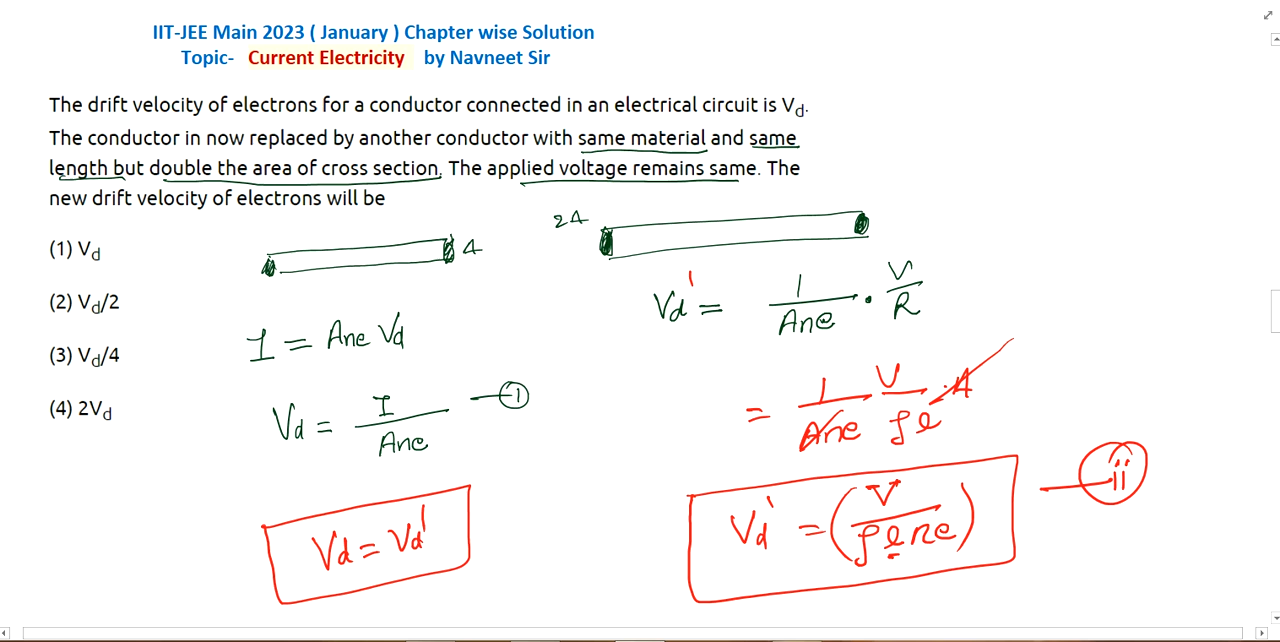 IIT-JEE Main 2023 ( January ) Chapter wise Solution
Topic- Current Electricity by Navneet Sir
The drift velocity of electrons for a conductor connected in an electrical circuit is Vd.
The conductor in now replaced by another conductor with same material and same
length but double the area of cross section. The applied voltage remains same. The
new drift velocity of electrons will be
(1) Vd
(2) Vd/2
(3) Vd/4
(4) 2Vd
A
2A
I = Ane Vd
Vd = I/Ane —①
Vd = Vd'
Vd' = 1/Ane · V/R
= 1/Ane V/ρl · A
Vd' = (V/ρlne) —ⅱ